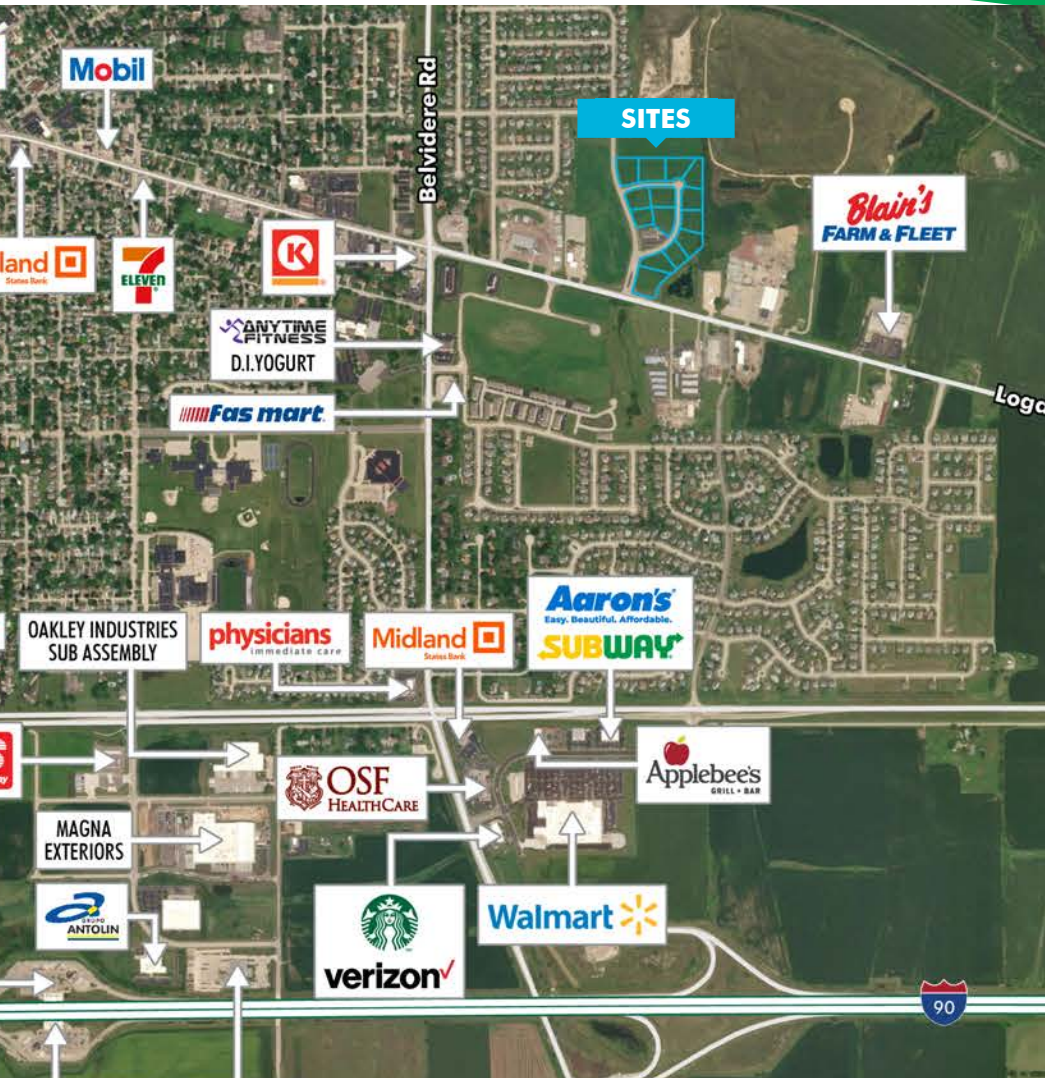 Mobil
Belvidere Rd
SITES
Blain's
FARM & FLEET
land
States Bank
7
ELEVEN
K
ANYTIME
FITNESS
D.I.YOGURT
Fas mart.
Loga
Aaron's
Easy. Beautiful. Affordable.
SUBWAY
OAKLEY INDUSTRIES
SUB ASSEMBLY
physicians
immediate care
Midland
States Bank
OSF
HEALTHCARE
Applebee's
GRILL + BAR
MAGNA
EXTERIORS
GRUPO
ANTOLIN
verizon
Walmart
90